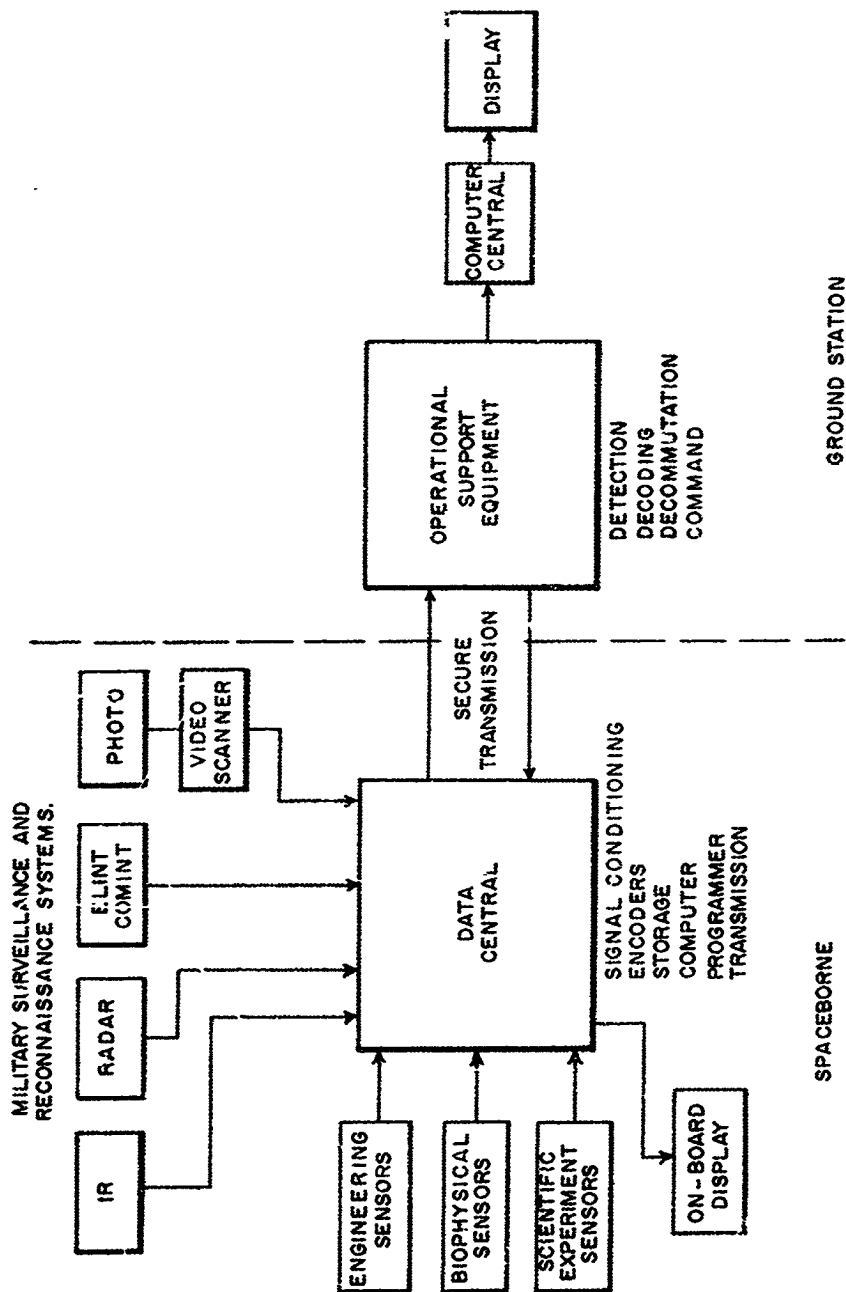 MILITARY SURVEILLANCE AND
RECONNAISSANCE SYSTEMS.
IR
RADAR
ELINT
COMINT
PHOTO
VIDEO
SCANNER
ENGINEERING
SENSORS
BIOPHYSICAL
SENSORS
SCIENTIFIC
EXPERIMENT
SENSORS
DATA
CENTRAL
SIGNAL CONDITIONING
ENCODERS
STORAGE
COMPUTER
PROGRAMMER
TRANSMISSION
ON-BOARD
DISPLAY
SECURE
TRANSMISSION
OPERATIONAL
SUPPORT
EQUIPMENT
DETECTION
DECODING
DECOMMUTATION
COMMAND
COMPUTER
CENTRAL
DISPLAY
SPACEBORNE
GROUND STATION